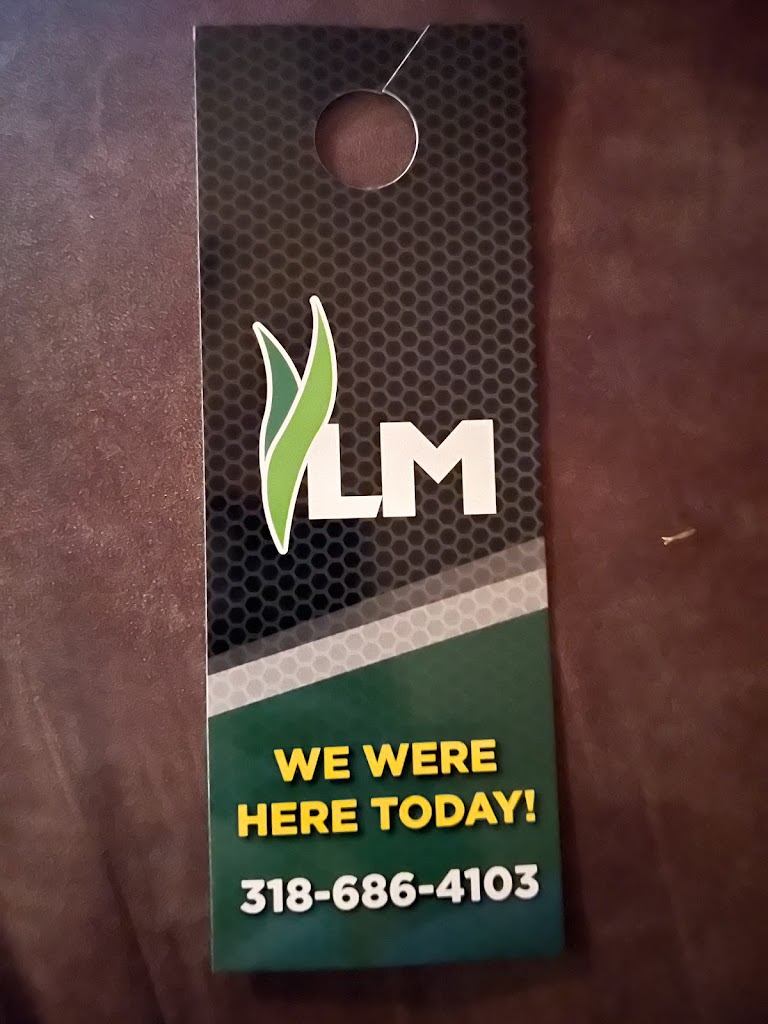 LM
WE WERE
HERE TODAY!
318-686-4103